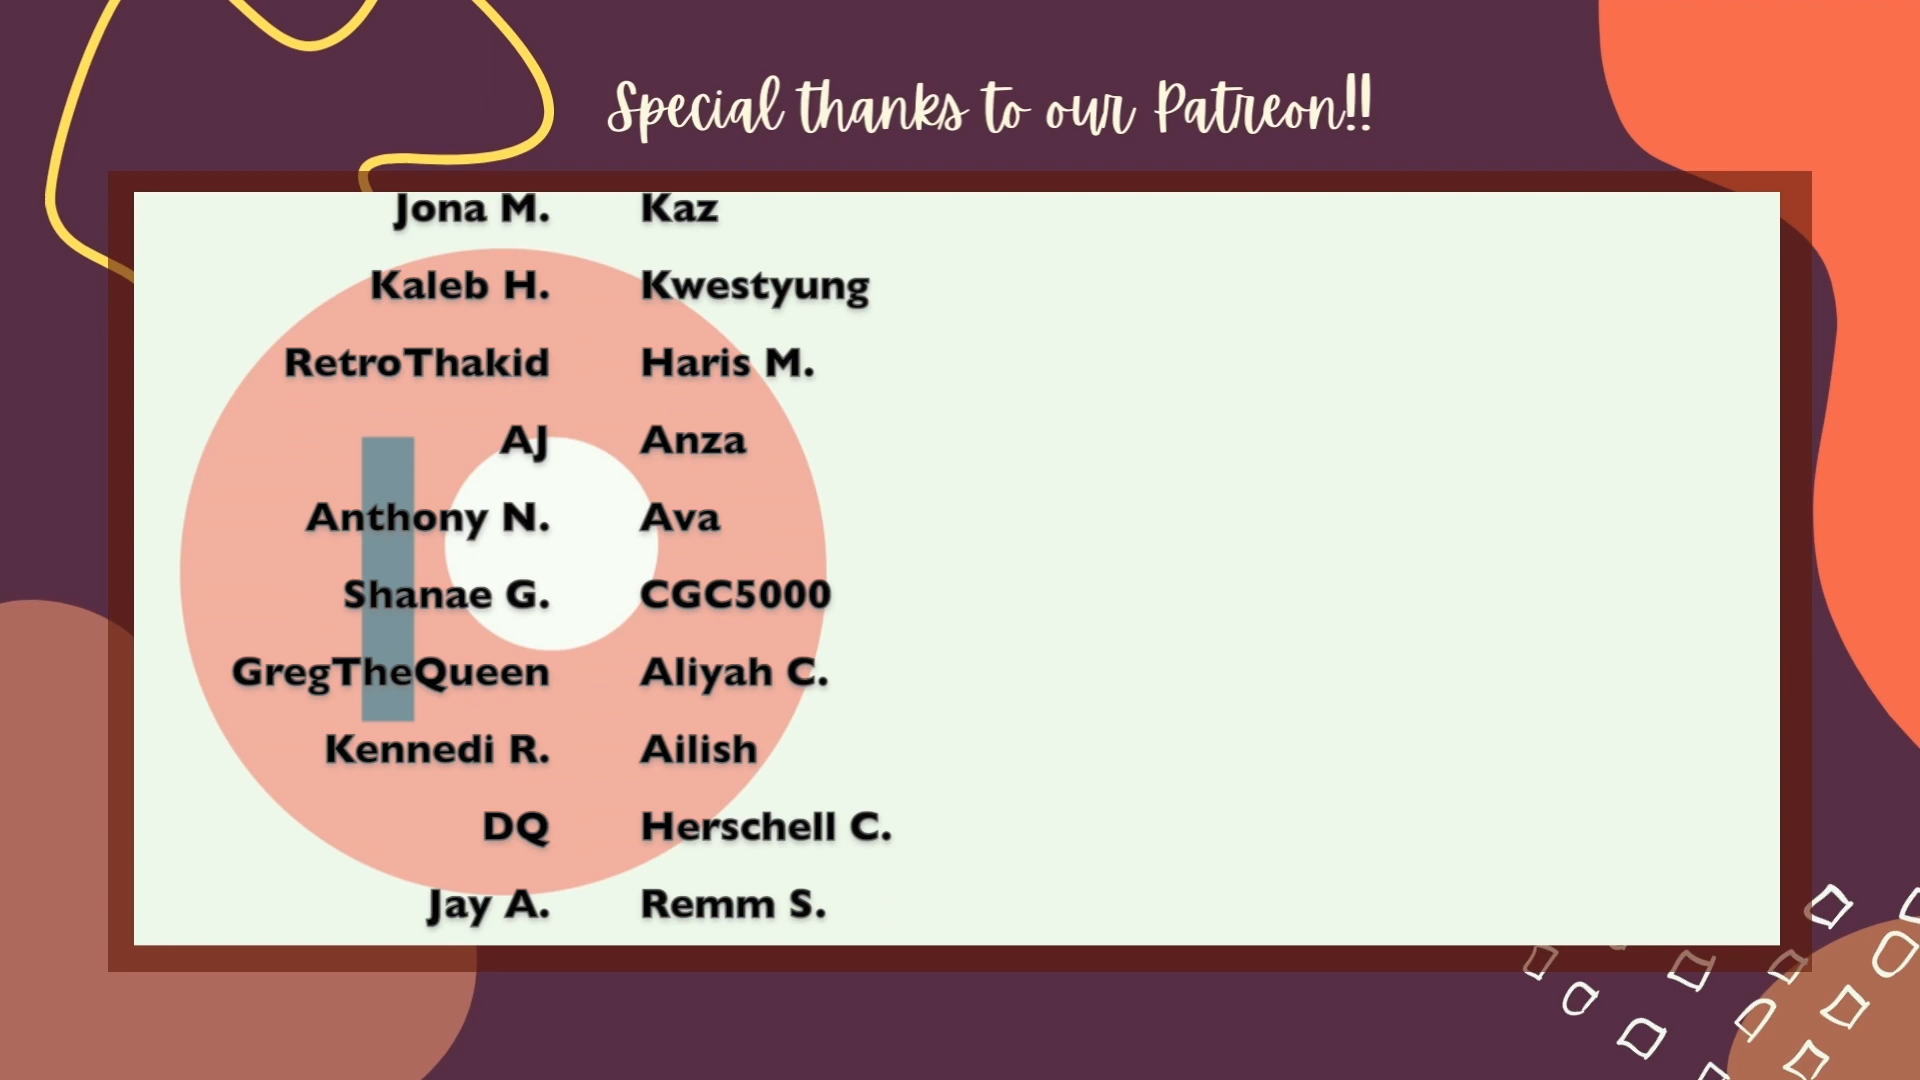 Special thanks to our Patreon!!
Jona M. Kaz
Kaleb H. Kwestyung
RetroThakid Haris M.
AJ Anza
Anthony N. Ava
Shanae G. CGC5000
GregTheQueen Aliyah C.
Kennedi R. Ailish
DQ Herschell C.
Jay A. Remm S.